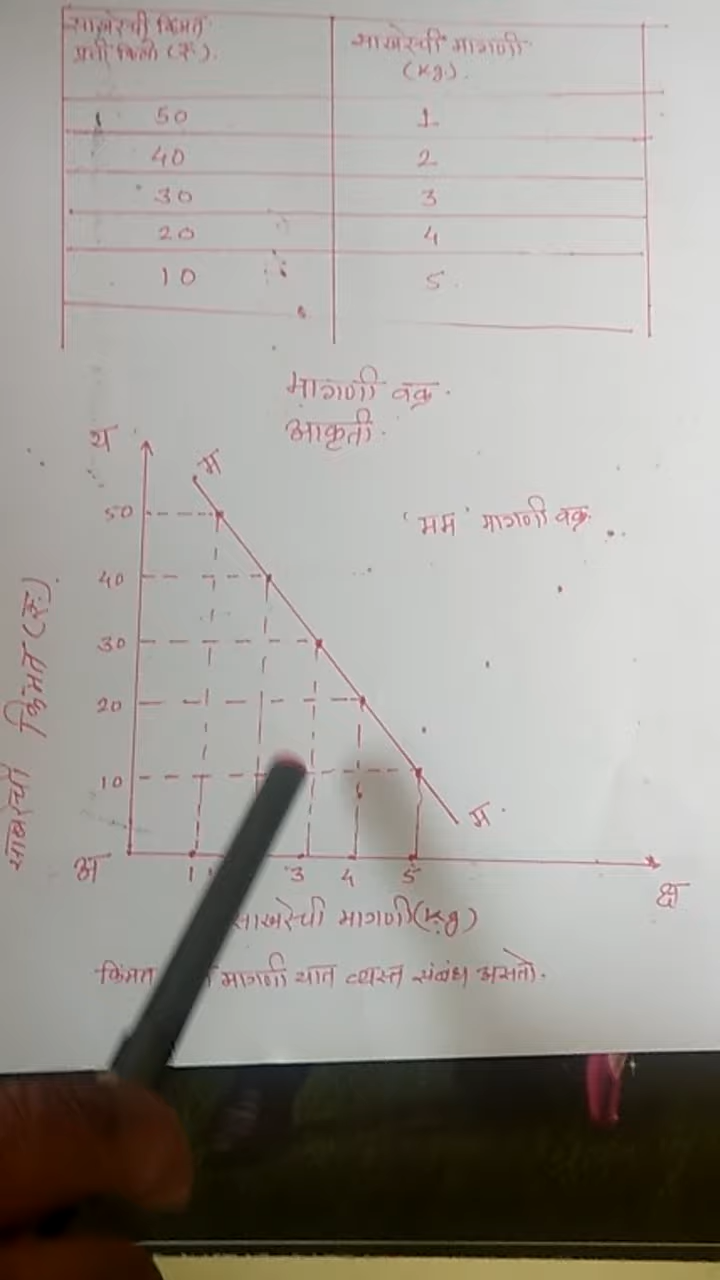 साखरेची किंमत
प्रती किलो (रु).
साखरेची मागणी
(kg).
50 1
40 2
30 3
20 4
10 5.
मागणी वक्र.
आकृती.
य
म
50
'मम' मागणी वक्र.
40
30
20
10
म.
साखरेची किंमत (रु.)
अ 1 3 4 5 क्ष
साखरेची मागणी (kg)
किंमत मागणी यात व्यस्त संबंध असतो.